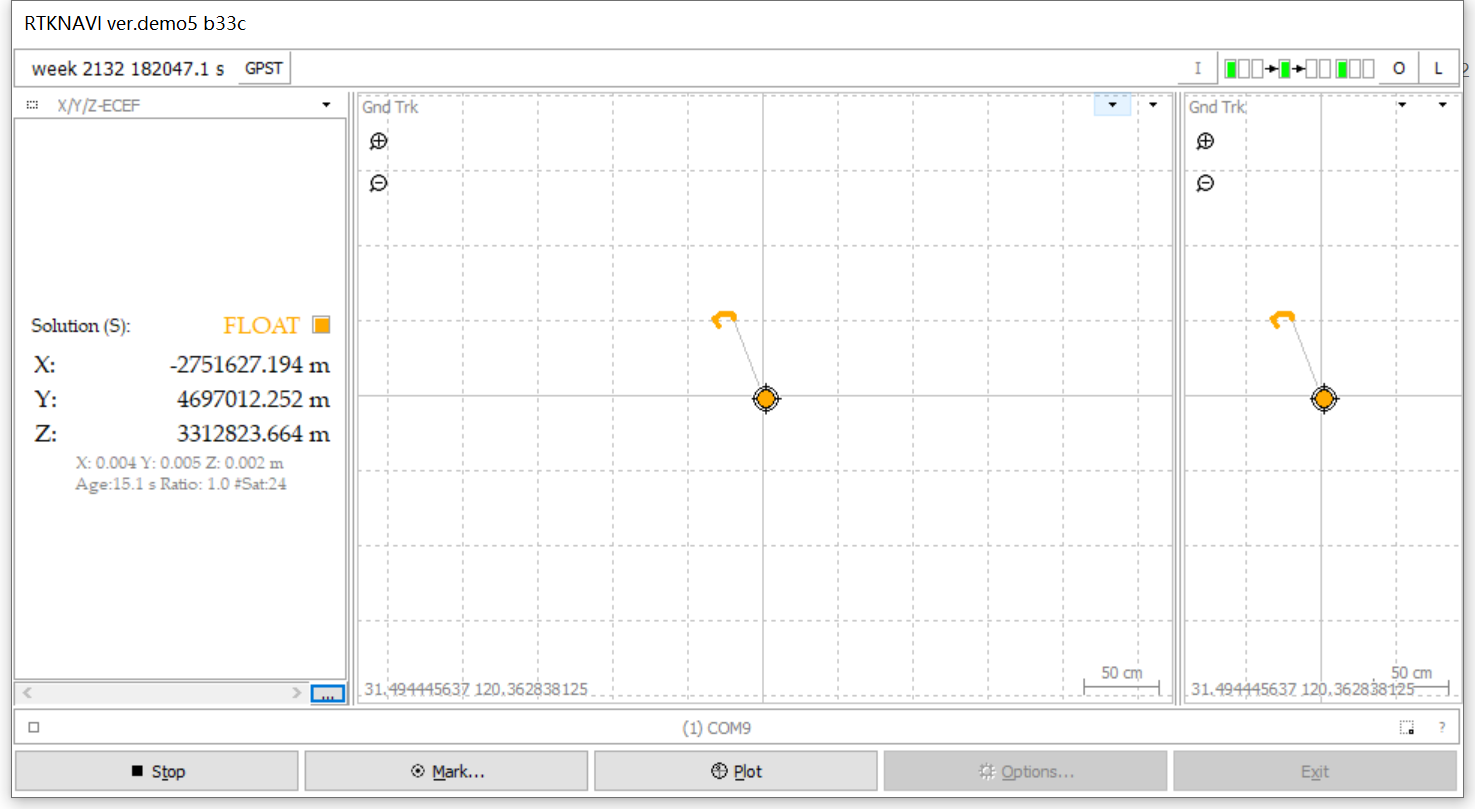 RTKNAVI ver.demo5 b33c
week 2132 182047.1 s GPST I O L 2
X/Y/Z-ECEF
Gnd Trk
Gnd Trk
Solution (S): FLOAT
X: -2751627.194 m
Y: 4697012.252 m
Z: 3312823.664 m
X: 0.004 Y: 0.005 Z: 0.002 m
Age:15.1 s Ratio: 1.0 #Sat:24
...
50 cm
31.494445637 120.362838125
50 cm
31.494445637 120.362838125
(1) COM9 ?
Stop Mark... Plot Options... Exit